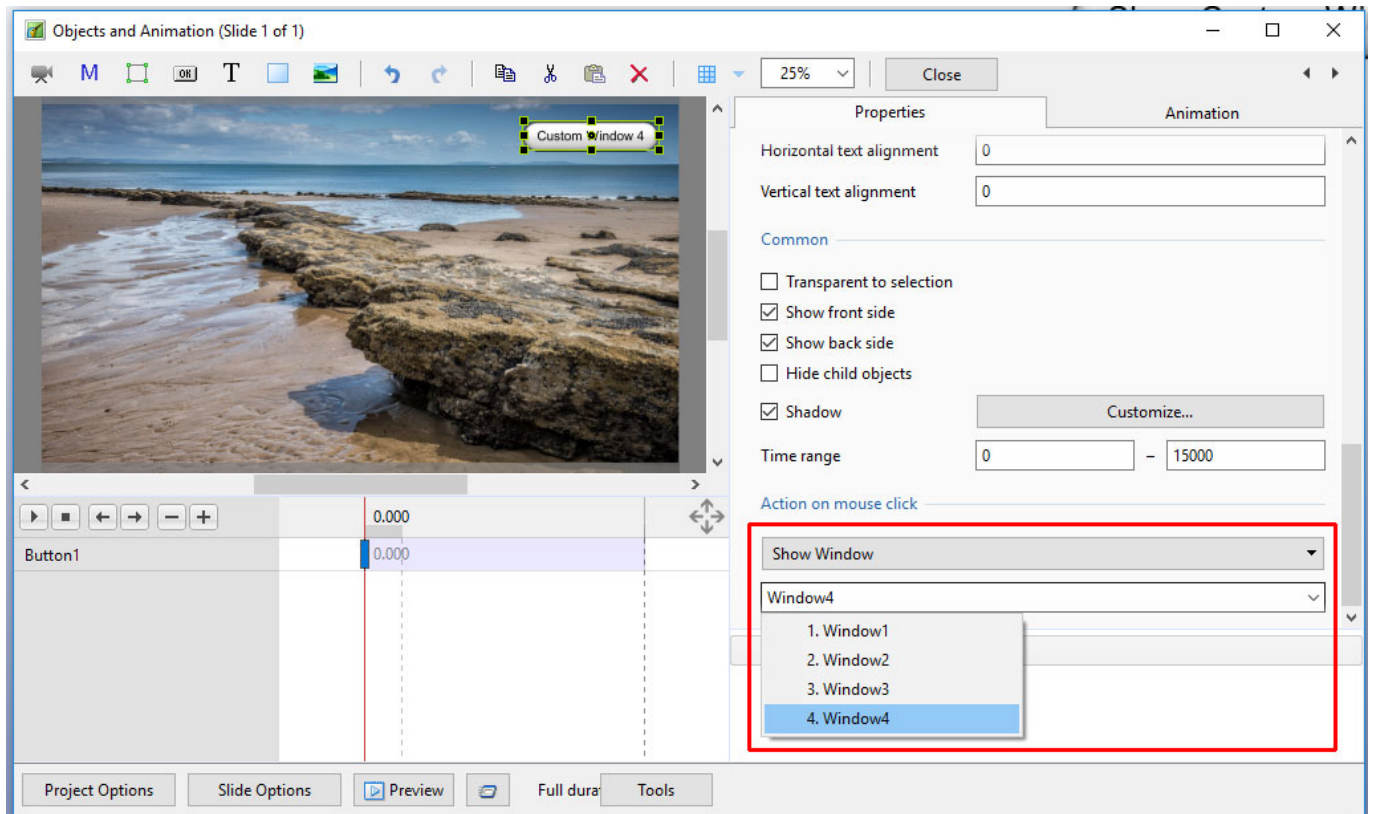 Objects and Animation (Slide 1 of 1)
M OK T 25% Close
Custom Window 4
Properties Animation
Horizontal text alignment 0
Vertical text alignment 0
Common
Transparent to selection
Show front side
Show back side
Hide child objects
Shadow Customize...
Time range 0 – 15000
Action on mouse click
0.000
Button1 0.000
Show Window
Window4
1. Window1
2. Window2
3. Window3
4. Window4
Project Options Slide Options Preview Full dura Tools